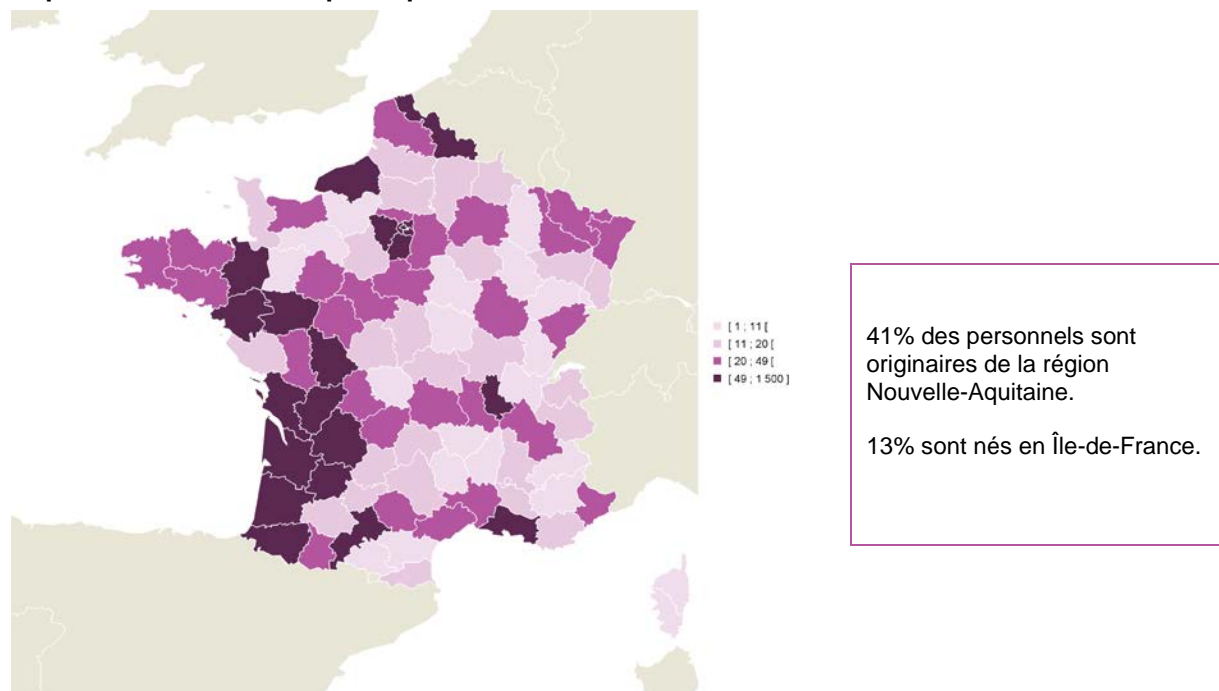 [ 1 ; 11 [
[ 11 ; 20 [
[ 20 ; 49 [
[ 49 ; 1 500 ]
41% des personnels sont
originaires de la région
Nouvelle-Aquitaine.
13% sont nés en Île-de-France.